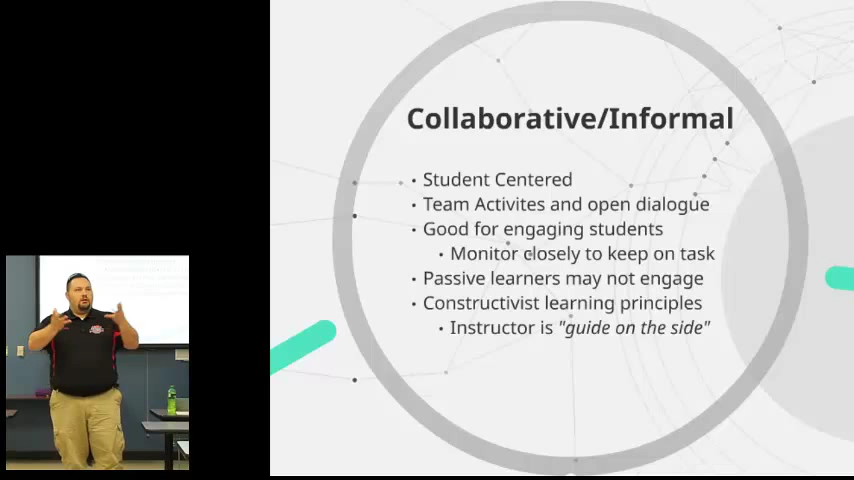 Collaborative/Informal
• Student Centered
• Team Activites and open dialogue
• Good for engaging students
• Monitor closely to keep on task
• Passive learners may not engage
• Constructivist learning principles
• Instructor is "guide on the side"